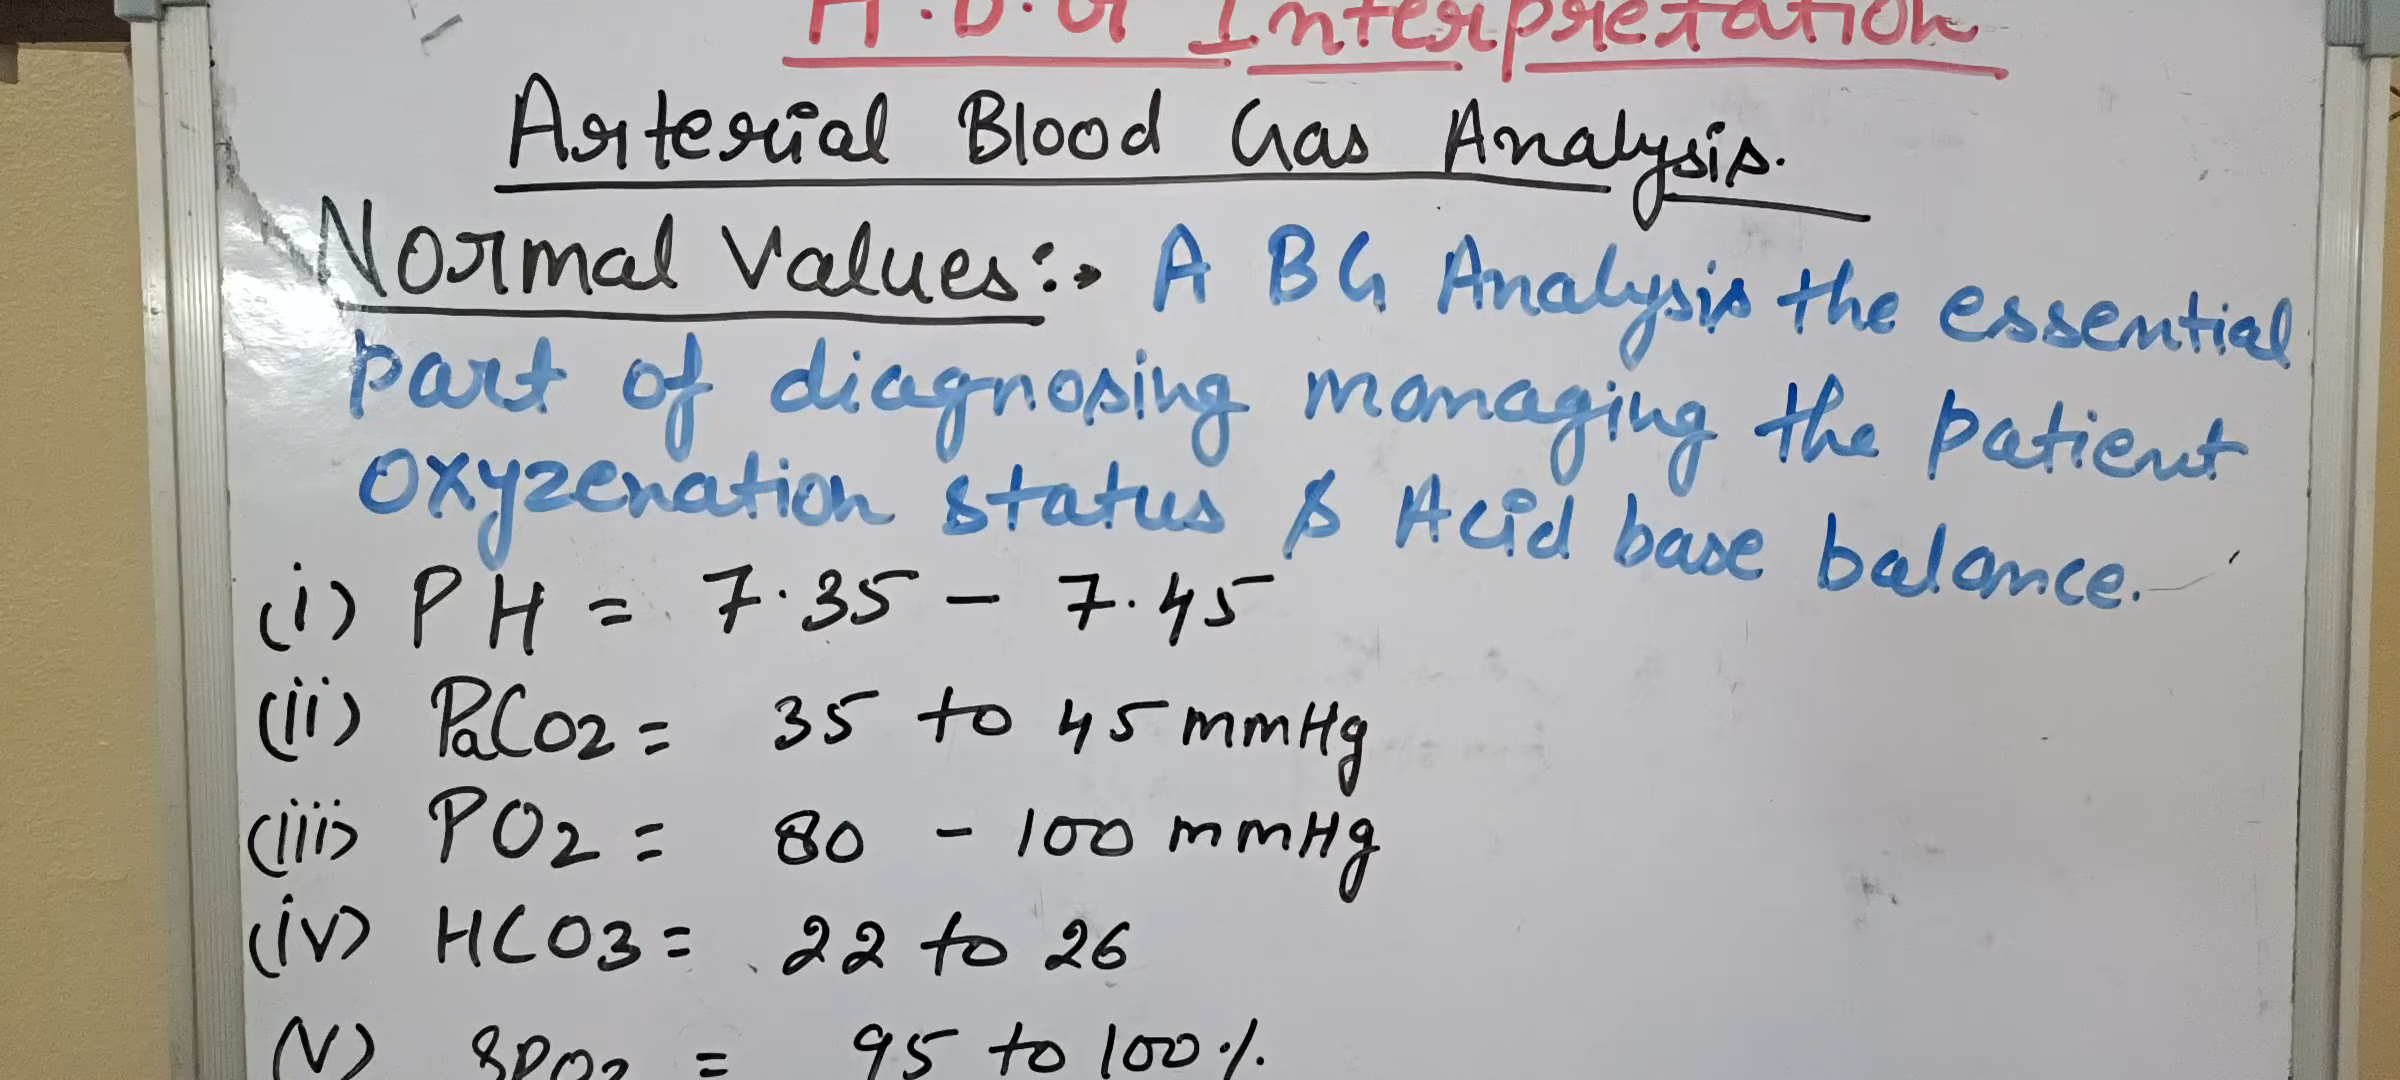 A.B.G Interpretation
Arterial Blood Gas Analysis.
Normal Values:- ABG Analysis the essential
part of diagnosing managing the patient
oxyzenation status & Acid base balance.
(i) PH = 7.35 - 7.45
(ii) PaCO2 = 35 to 45 mmHg
(iii) PO2 = 80 - 100 mmHg
(iv) HCO3 = 22 to 26
(v) SPO2 = 95 to 100%